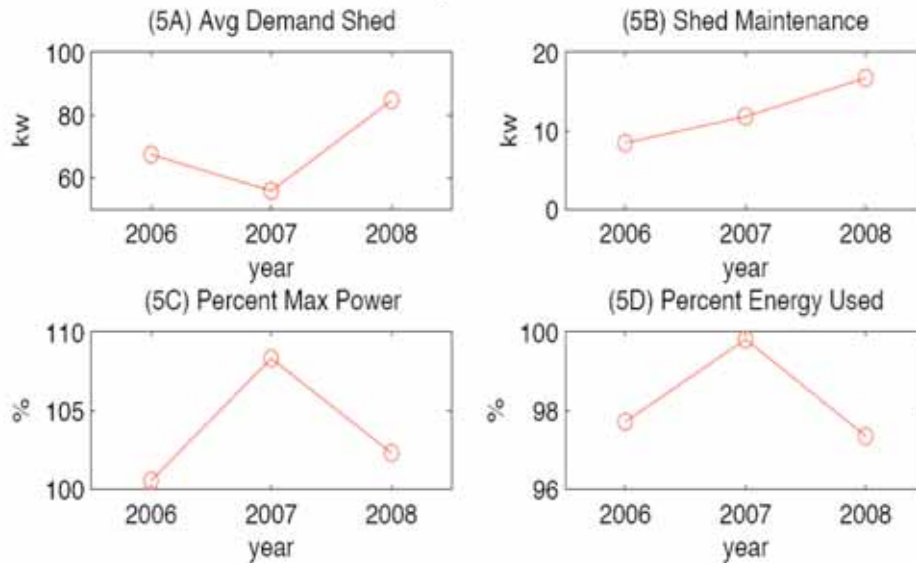 (5A) Avg Demand Shed
100
80
60
kw
2006 2007 2008
year
(5B) Shed Maintenance
20
10
0
kw
2006 2007 2008
year
(5C) Percent Max Power
110
105
100
%
2006 2007 2008
year
(5D) Percent Energy Used
100
98
96
%
2006 2007 2008
year